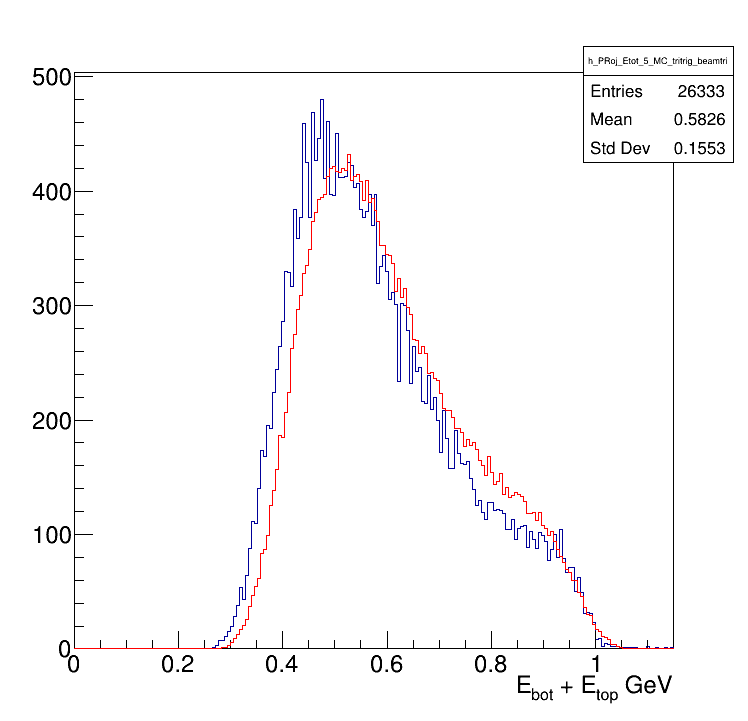 h_PRoj_Etot_5_MC_tritrig_beamtri
Entries 26333
Mean 0.5826
Std Dev 0.1553
500
400
300
200
100
0
0 0.2 0.4 0.6 0.8 1
E_bot + E_top GeV